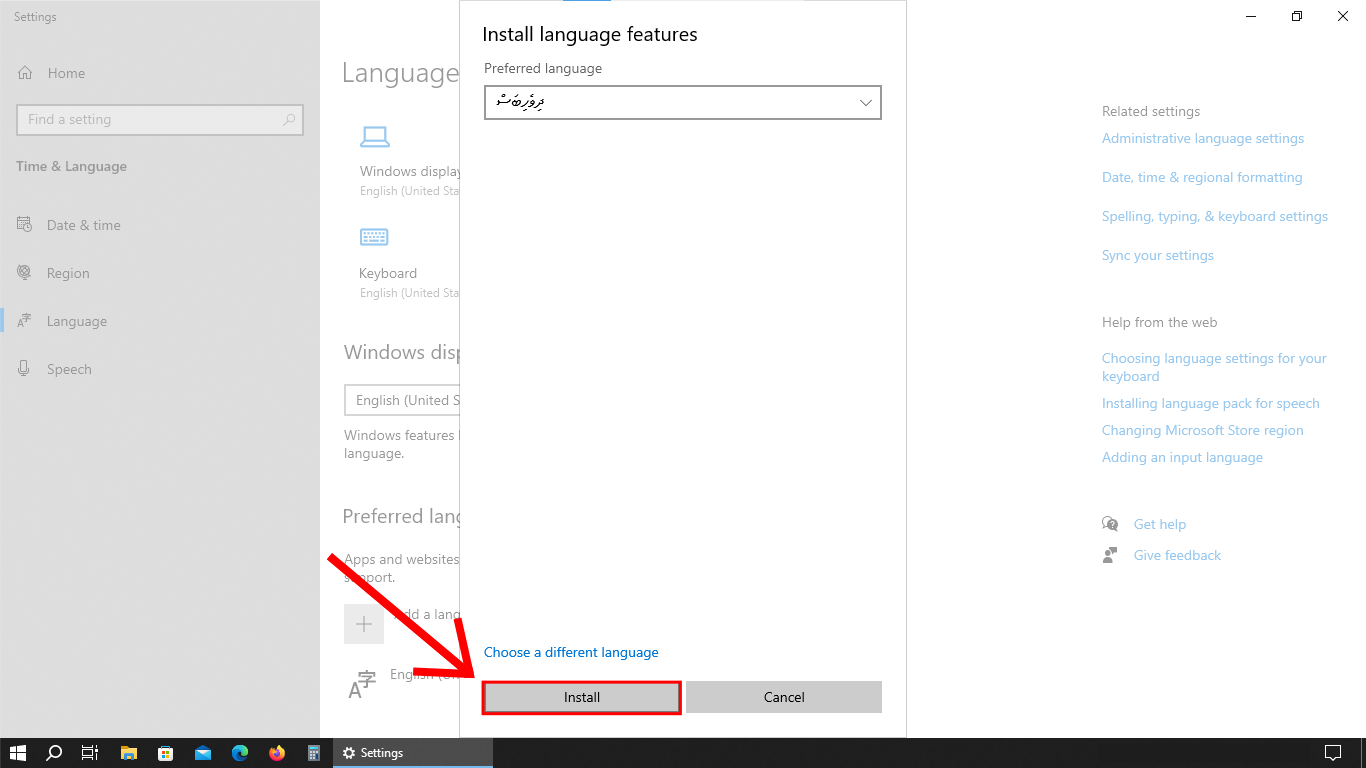 Settings
Home
Find a setting
Time & Language
Date & time
Region
Language
Speech
Language
Windows display
English (United Sta
Keyboard
English (United Sta
Windows disp
English (United S
Windows features
language.
Preferred lang
Apps and websites
support.
Add a lang
English (Un
Install language features
Preferred language
ދިވެހިބަސް
Choose a different language
Install
Cancel
Related settings
Administrative language settings
Date, time & regional formatting
Spelling, typing, & keyboard settings
Sync your settings
Help from the web
Choosing language settings for your
keyboard
Installing language pack for speech
Changing Microsoft Store region
Adding an input language
Get help
Give feedback
Settings